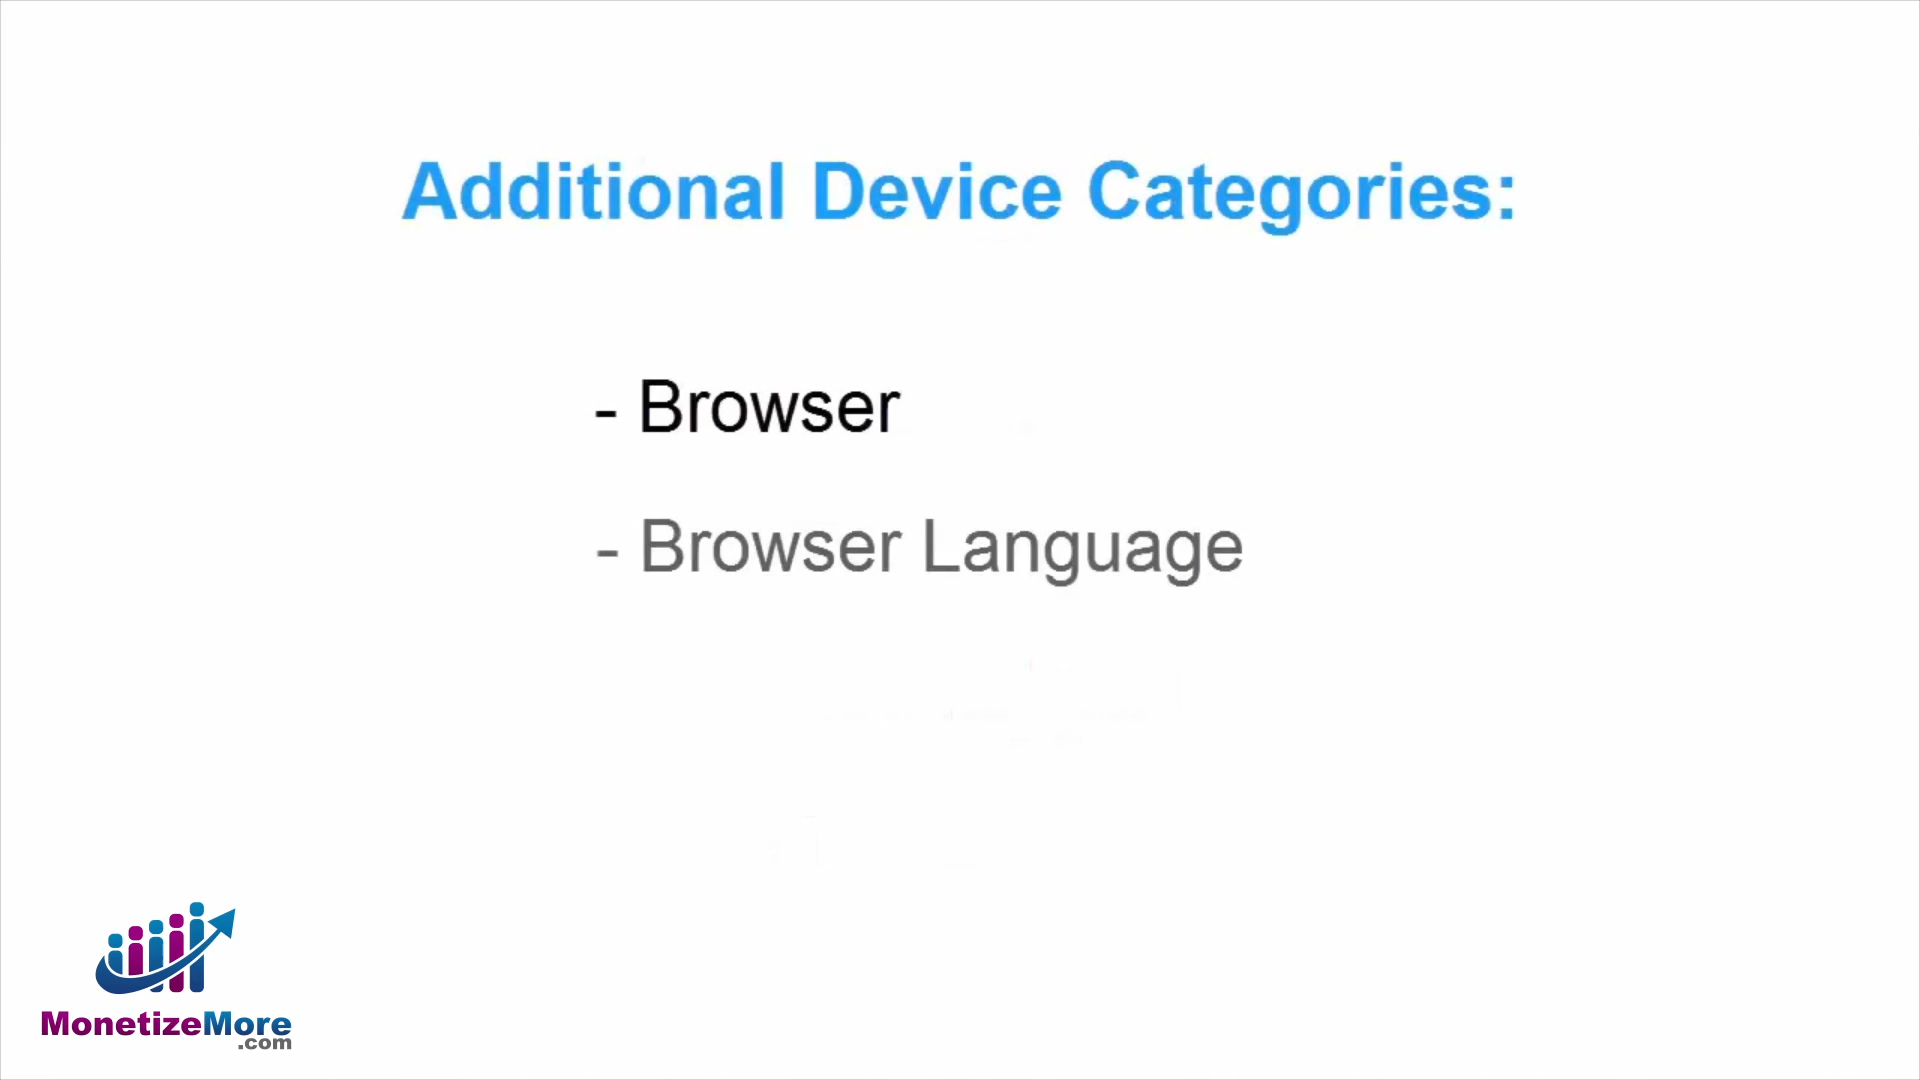 Additional Device Categories:
- Browser
- Browser Language
MonetizeMore
.com